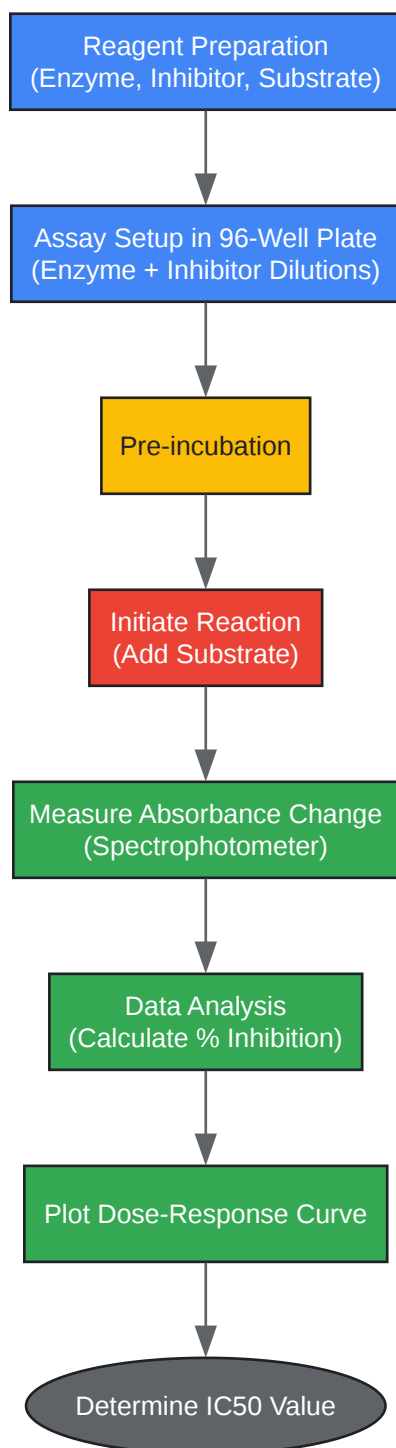 Reagent Preparation
(Enzyme, Inhibitor, Substrate)
Assay Setup in 96-Well Plate
(Enzyme + Inhibitor Dilutions)
Pre-incubation
Initiate Reaction
(Add Substrate)
Measure Absorbance Change
(Spectrophotometer)
Data Analysis
(Calculate % Inhibition)
Plot Dose-Response Curve
Determine IC50 Value